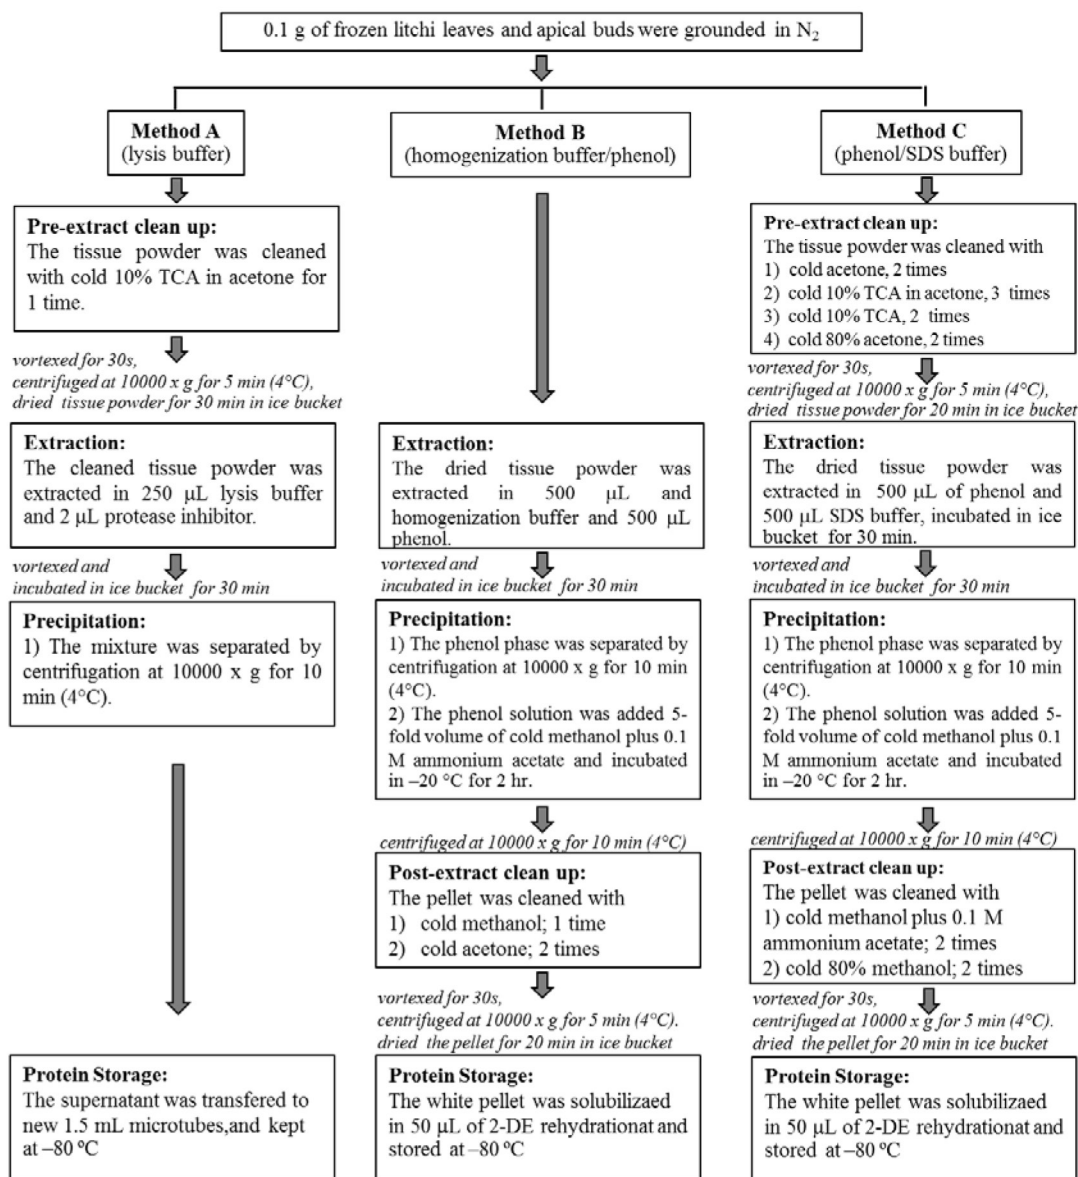 0.1 g of frozen litchi leaves and apical buds were grounded in N2
Method A
(lysis buffer)
Pre-extract clean up:
The tissue powder was cleaned
with cold 10% TCA in acetone for
1 time.
vortexed for 30s,
centrifuged at 10000 x g for 5 min (4°C),
dried tissue powder for 30 min in ice bucket
Extraction:
The cleaned tissue powder was
extracted in 250 μL lysis buffer
and 2 μL protease inhibitor.
vortexed and
incubated in ice bucket for 30 min
Precipitation:
1) The mixture was separated by
centrifugation at 10000 x g for 10
min (4°C).
Protein Storage:
The supernatant was transfered to
new 1.5 mL microtubes,and kept
at –80 ºC
Method B
(homogenization buffer/phenol)
Extraction:
The dried tissue powder was
extracted in 500 μL and
homogenization buffer and 500 μL
phenol.
vortexed and
incubated in ice bucket for 30 min
Precipitation:
1) The phenol phase was separated by
centrifugation at 10000 x g for 10 min
(4°C).
2) The phenol solution was added 5-
fold volume of cold methanol plus 0.1
M ammonium acetate and incubated
in –20 °C for 2 hr.
centrifuged at 10000 x g for 10 min (4°C)
Post-extract clean up:
The pellet was cleaned with
1) cold methanol; 1 time
2) cold acetone; 2 times
vortexed for 30s,
centrifuged at 10000 x g for 5 min (4°C).
dried the pellet for 20 min in ice bucket
Protein Storage:
The white pellet was solubilizaed
in 50 μL of 2-DE rehydrationat and
stored at –80 ºC
Method C
(phenol/SDS buffer)
Pre-extract clean up:
The tissue powder was cleaned with
1) cold acetone, 2 times
2) cold 10% TCA in acetone, 3 times
3) cold 10% TCA, 2 times
4) cold 80% acetone, 2 times
vortexed for 30s,
centrifuged at 10000 x g for 5 min (4°C),
dried tissue powder for 20 min in ice bucket
Extraction:
The dried tissue powder was
extracted in 500 μL of phenol and
500 μL SDS buffer, incubated in ice
bucket for 30 min.
vortexed and
incubated in ice bucket for 30 min
Precipitation:
1) The phenol phase was separated by
centrifugation at 10000 x g for 10 min
(4°C).
2) The phenol solution was added 5-
fold volume of cold methanol plus 0.1
M ammonium acetate and incubated
in –20 °C for 2 hr.
centrifuged at 10000 x g for 10 min (4°C)
Post-extract clean up:
The pellet was cleaned with
1) cold methanol plus 0.1 M
ammonium acetate; 2 times
2) cold 80% methanol; 2 times
vortexed for 30s,
centrifuged at 10000 x g for 5 min (4°C).
dried the pellet for 20 min in ice bucket
Protein Storage:
The white pellet was solubilizaed
in 50 μL of 2-DE rehydrationat and
stored at –80 ºC